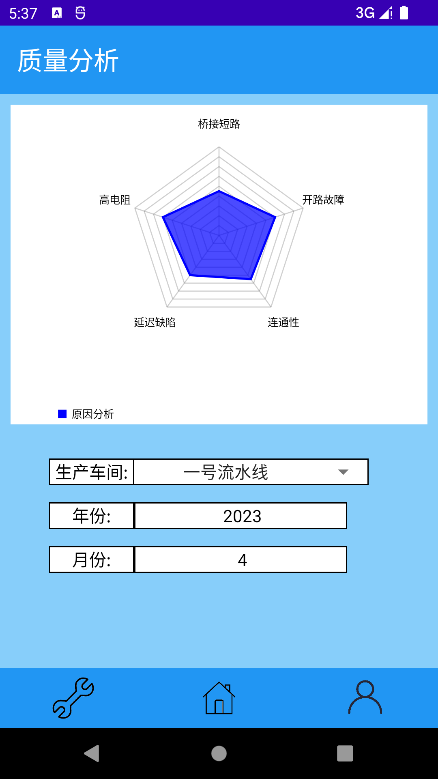 5:37
A
3G
质量分析
桥接短路
高电阻
开路故障
延迟缺陷
连通性
原因分析
生产车间:
一号流水线
年份:
2023
月份:
4